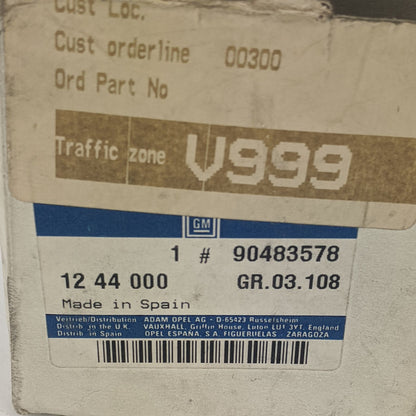 Cust Loc.
Cust orderline 00300
Ord Part No
Traffic zone V999
GM
1 # 90483578
12 44 000 GR.03.108
Made in Spain
Vertrieb/Distribution ADAM OPEL AG - D-65423 Russelsheim
Distrib. in the U.K. VAUXHALL, Griffin House, Luton LU1 3YT, England
Distrib. in Spain OPEL ESPAÑA, S.A. FIGUERUELAS - ZARAGOZA